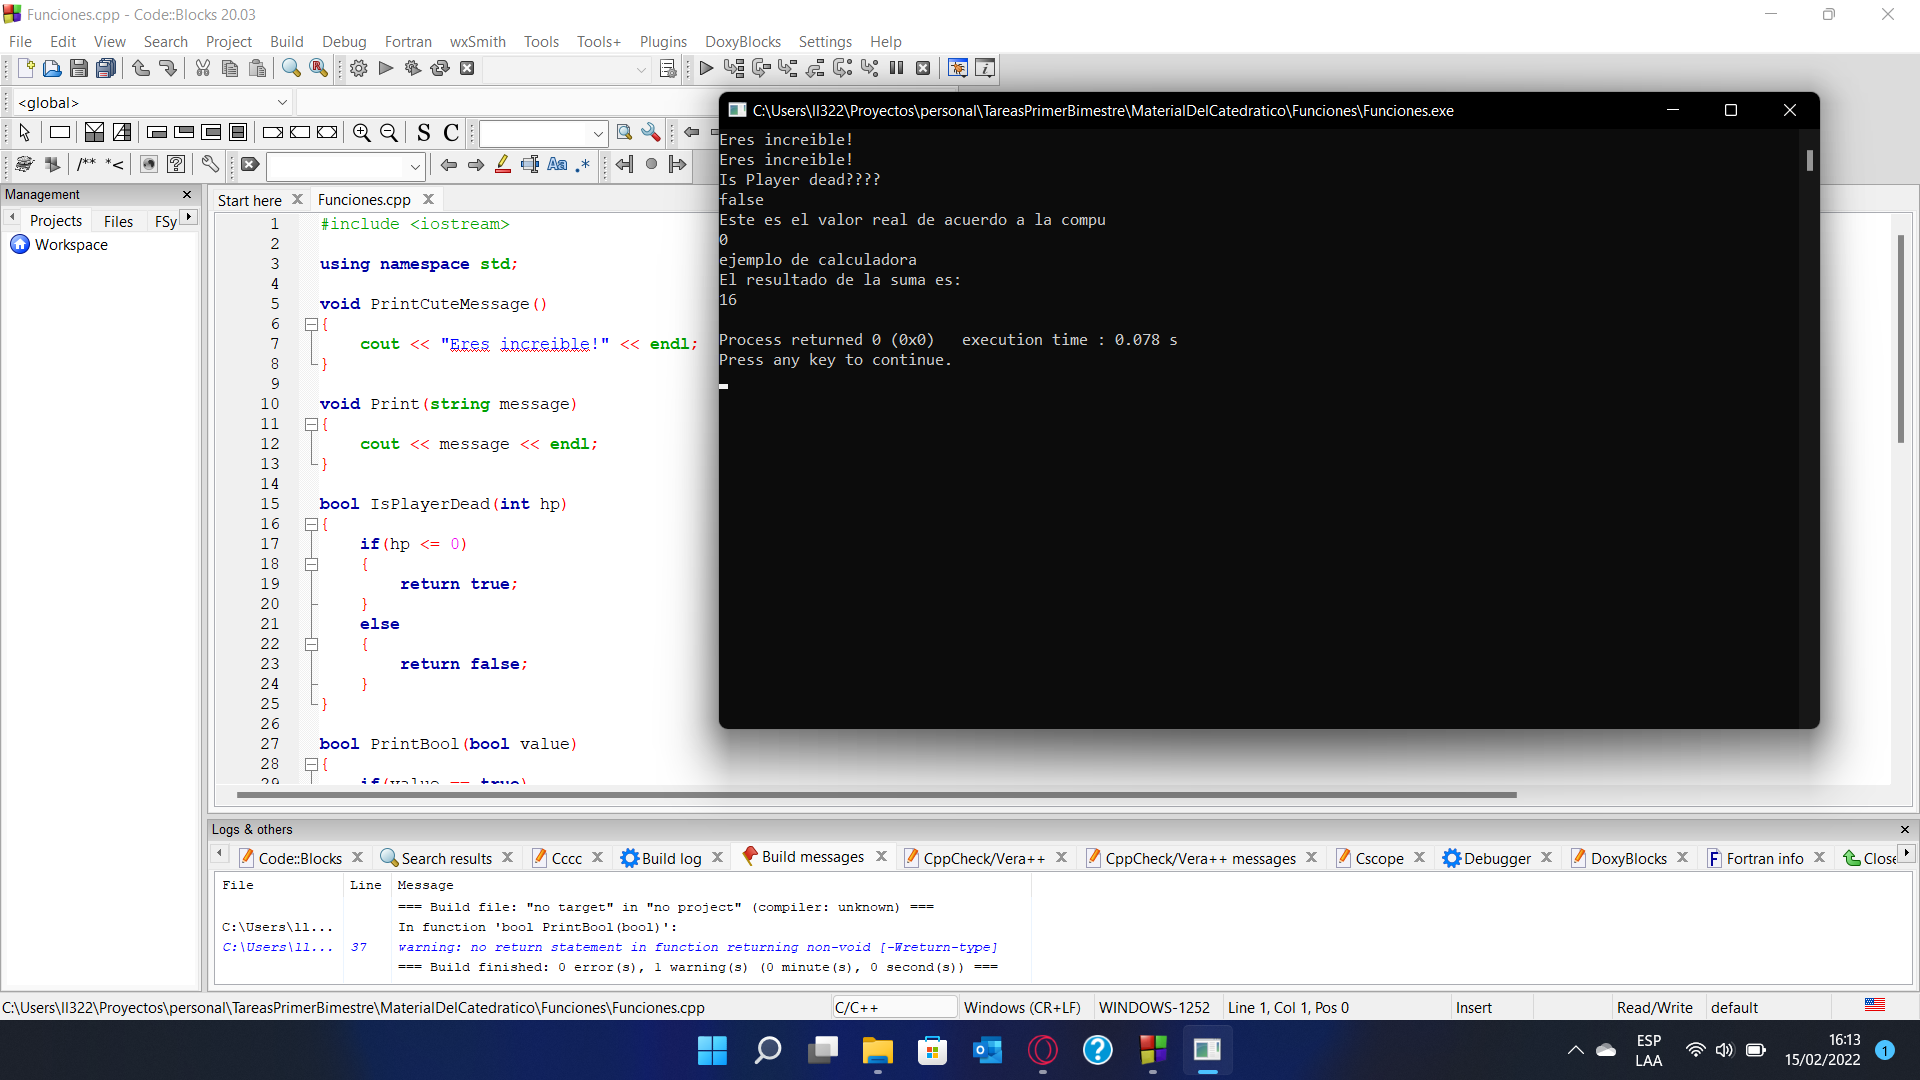 Funciones.cpp - Code::Blocks 20.03
File Edit View Search Project Build Debug Fortran wxSmith Tools Tools+ Plugins DoxyBlocks Settings Help
<global>
S C
/** *<
Aa .*
Management
Projects Files FSy
Workspace
Start here Funciones.cpp
1 #include <iostream>
2
3 using namespace std;
4
5 void PrintCuteMessage()
6 {
7 cout << "Eres increible!" << endl;
8 }
9
10 void Print(string message)
11 {
12 cout << message << endl;
13 }
14
15 bool IsPlayerDead(int hp)
16 {
17 if(hp <= 0)
18 {
19 return true;
20 }
21 else
22 {
23 return false;
24 }
25 }
26
27 bool PrintBool(bool value)
28 {
29 if(value == true)
C:\Users\ll322\Proyectos\personal\TareasPrimerBimestre\MaterialDelCatedratico\Funciones\Funciones.exe
Eres increible!
Eres increible!
Is Player dead????
false
Este es el valor real de acuerdo a la compu
0
ejemplo de calculadora
El resultado de la suma es:
16
Process returned 0 (0x0) execution time : 0.078 s
Press any key to continue.
Logs & others
Code::Blocks Search results Cccc Build log Build messages CppCheck/Vera++ CppCheck/Vera++ messages Cscope Debugger DoxyBlocks Fortran info Close
File Line Message
=== Build file: "no target" in "no project" (compiler: unknown) ===
C:\Users\ll... In function 'bool PrintBool(bool)':
C:\Users\ll... 37 warning: no return statement in function returning non-void [-Wreturn-type]
=== Build finished: 0 error(s), 1 warning(s) (0 minute(s), 0 second(s)) ===
C:\Users\ll322\Proyectos\personal\TareasPrimerBimestre\MaterialDelCatedratico\Funciones\Funciones.cpp C/C++ Windows (CR+LF) WINDOWS-1252 Line 1, Col 1, Pos 0 Insert Read/Write default
ESP
LAA
16:13
15/02/2022
1